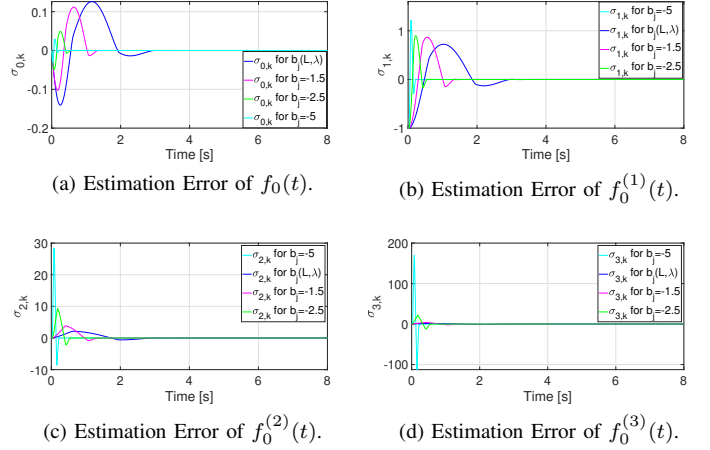 0.1
0
-0.1
0.2
σ0,k
0 2 4 6 8
Time [s]
σ0,k for bj(L,λ)
σ0,k for bj=-1.5
σ0,k for bj=-2.5
σ0,k for bj=-5
(a) Estimation Error of f0(t).
1
0
-1
σ1,k
0 2 4 6 8
Time [s]
σ1,k for bj=-5
σ1,k for bj(L,λ)
σ1,k for bj=-1.5
σ1,k for bj=-2.5
(b) Estimation Error of f0^(1)(t).
30
20
10
0
-10
σ2,k
0 2 4 6 8
Time [s]
σ2,k for bj=-5
σ2,k for bj(L,λ)
σ2,k for bj=-1.5
σ2,k for bj=-2.5
(c) Estimation Error of f0^(2)(t).
200
100
0
-100
σ3,k
0 2 4 6 8
Time [s]
σ3,k for bj=-5
σ3,k for bj(L,λ)
σ3,k for bj=-1.5
σ3,k for bj=-2.5
(d) Estimation Error of f0^(3)(t).